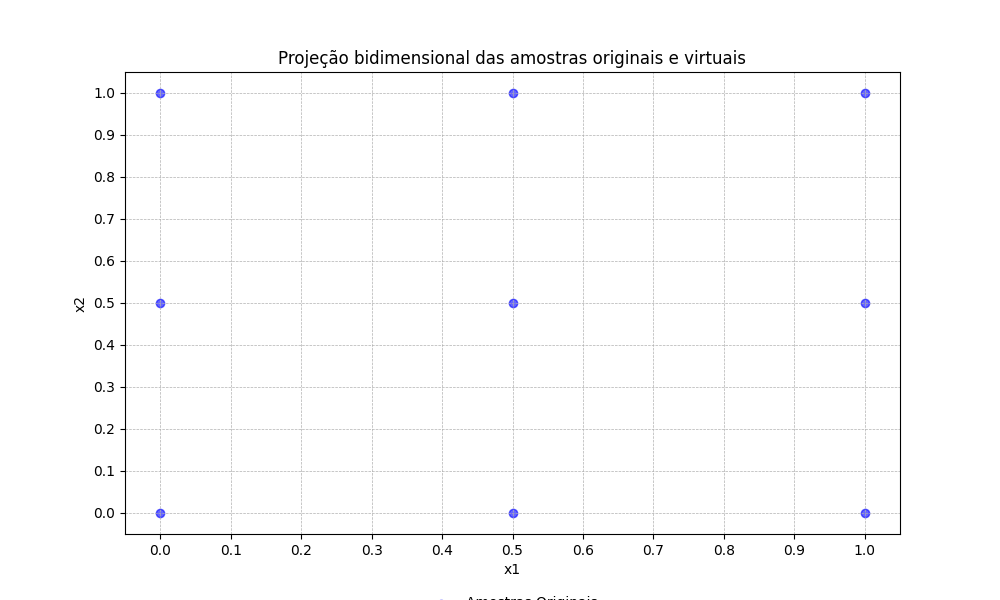 Projeção bidimensional das amostras originais e virtuais
1.0
0.9
0.8
0.7
0.6
0.5
0.4
0.3
0.2
0.1
0.0
x2
0.0 0.1 0.2 0.3 0.4 0.5 0.6 0.7 0.8 0.9 1.0
x1
Amostras Originais